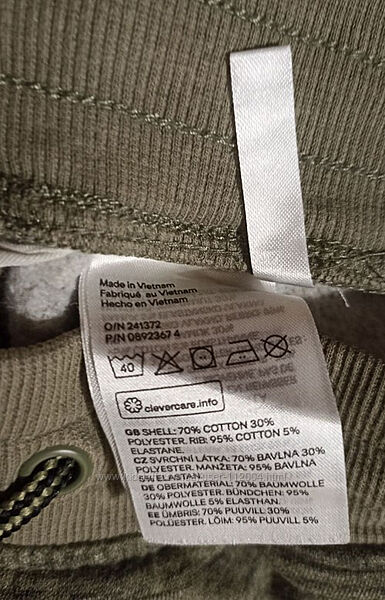 Made in Vietnam
Fabriqué au Vietnam
Hecho en Vietnam
O/N 241372
P/N 0892367 4
40
clevercare.info
GB SHELL: 70% COTTON 30%
POLYESTER. RIB: 95% COTTON 5%
ELASTANE.
CZ SVRCHNI LÁTKA: 70% BAVLNA 30%
POLYESTER. MANŽETA: 95% BAVLNA
5% ELASTAN.
DE OBERMATERIAL: 70% BAUMWOLLE
30% POLYESTER. BÜNDCHEN: 95%
BAUMWOLLE 5% ELASTHAN.
EE ÜMBRIS: 70% PUUVILL 30%
POLÜESTER. LÕIM: 95% PUUVILL 5%